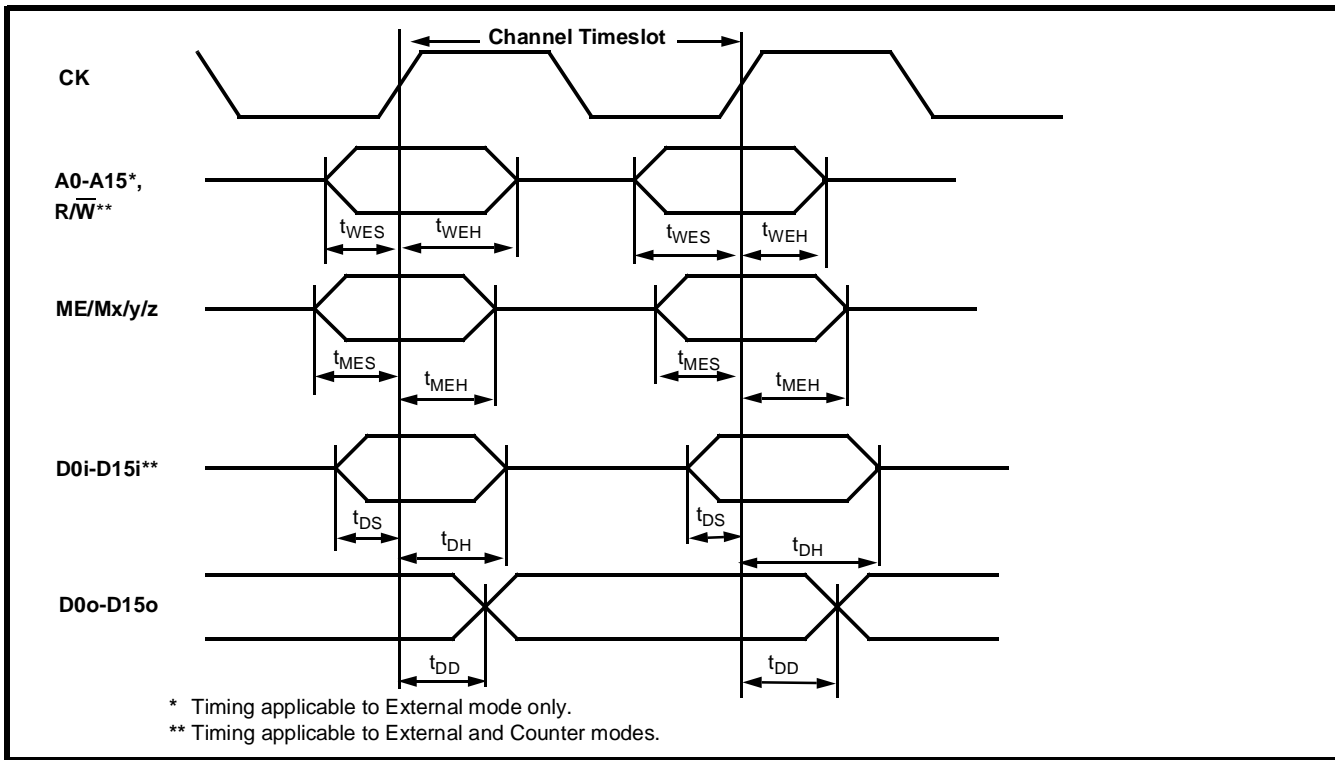 Channel Timeslot
CK
A0-A15*,
R/W̅**
tWES tWEH tWES tWEH
ME/Mx/y/z
tMES tMES
tMEH tMEH
D0i-D15i**
tDS tDS
tDH tDH
D0o-D15o
tDD tDD
* Timing applicable to External mode only.
** Timing applicable to External and Counter modes.